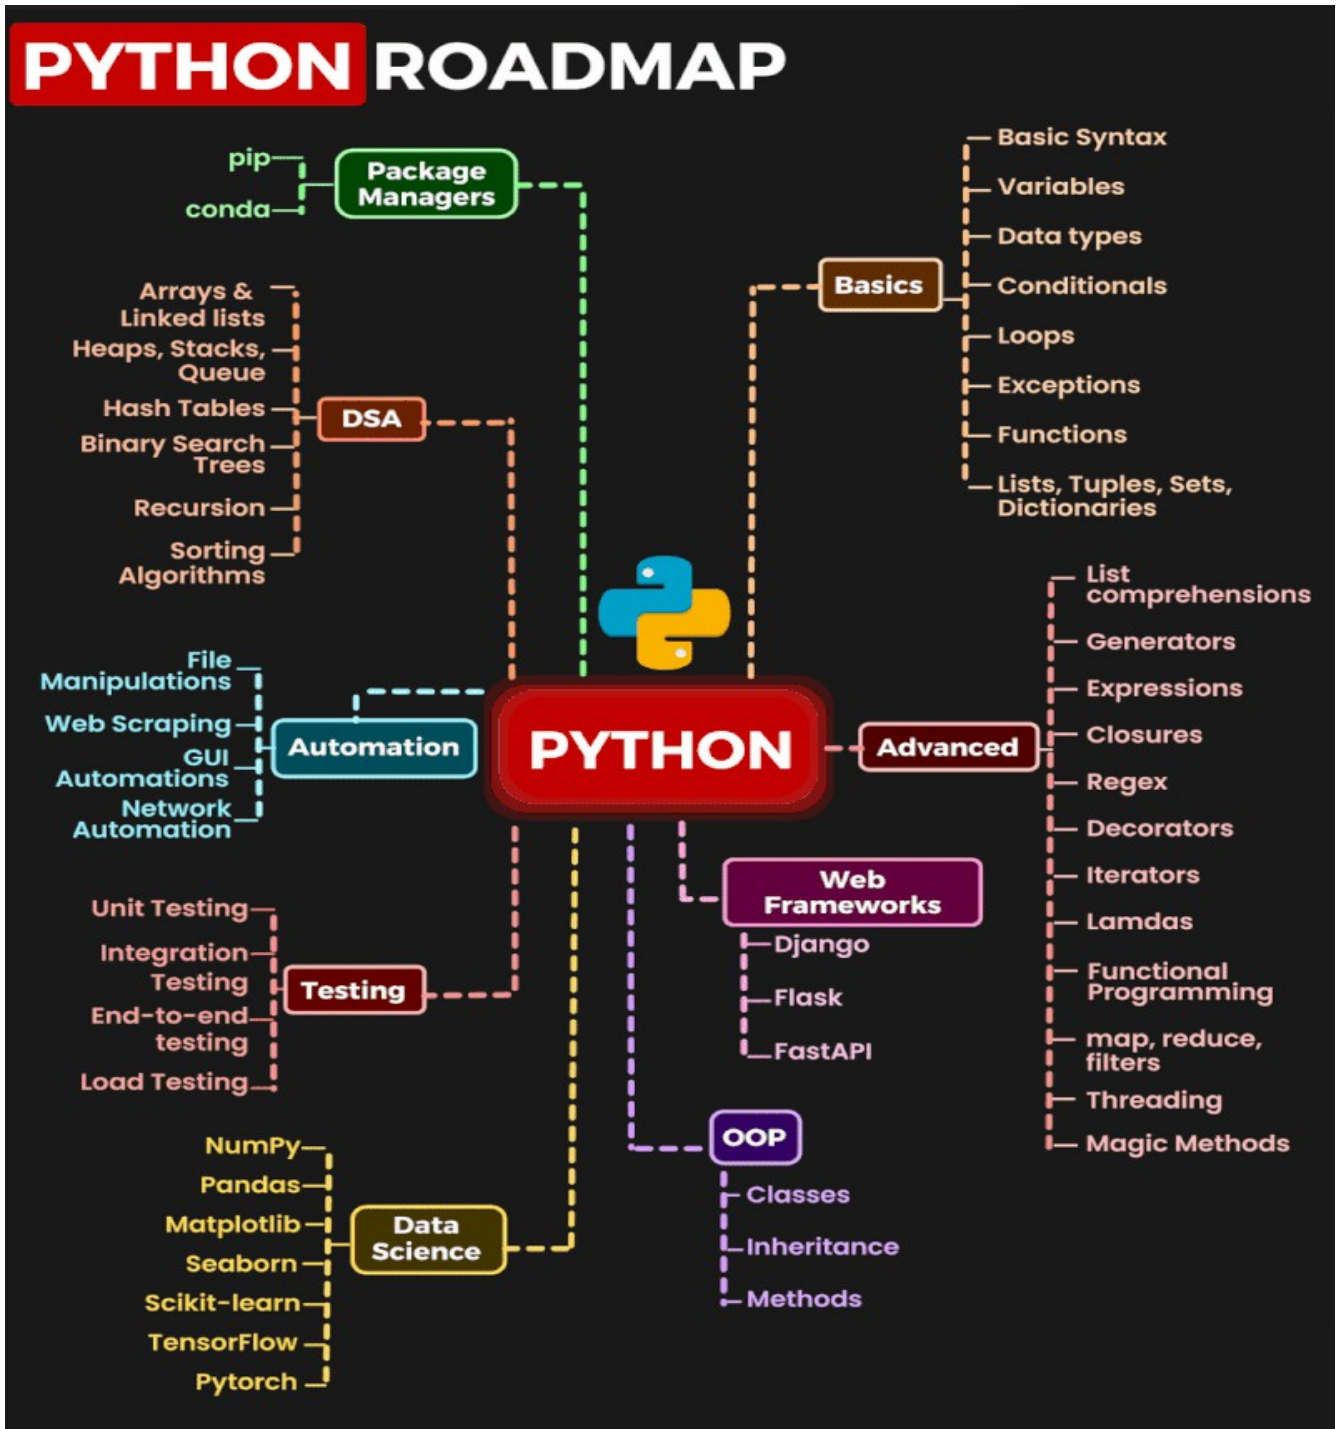 PYTHON ROADMAP
Package
Managers
pip
conda
Basics
Basic Syntax
Variables
Data types
Conditionals
Loops
Exceptions
Functions
Lists, Tuples, Sets,
Dictionaries
DSA
Arrays &
Linked lists
Heaps, Stacks,
Queue
Hash Tables
Binary Search
Trees
Recursion
Sorting
Algorithms
PYTHON
Automation
File
Manipulations
Web Scraping
GUI
Automations
Network
Automation
Advanced
List
comprehensions
Generators
Expressions
Closures
Regex
Decorators
Iterators
Lamdas
Functional
Programming
map, reduce,
filters
Threading
Magic Methods
Web
Frameworks
Django
Flask
FastAPI
Testing
Unit Testing
Integration
Testing
End-to-end
testing
Load Testing
OOP
Classes
Inheritance
Methods
Data
Science
NumPy
Pandas
Matplotlib
Seaborn
Scikit-learn
TensorFlow
Pytorch